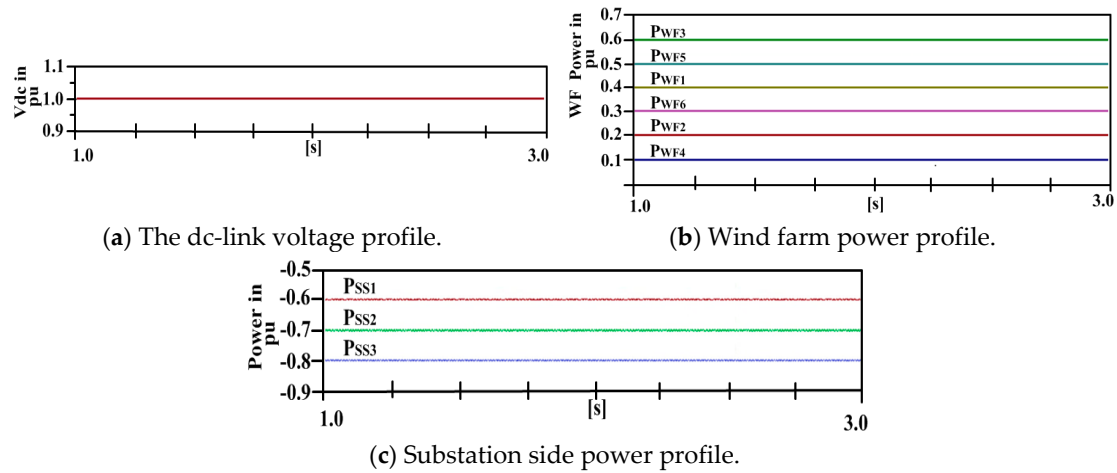 Vdc in pu
1.1
1.0
0.9
1.0
[s]
3.0
(a) The dc-link voltage profile.
WF Power in pu
0.7
0.6
0.5
0.4
0.3
0.2
0.1
PWF3
PWF5
PWF1
PWF6
PWF2
PWF4
1.0
[s]
3.0
(b) Wind farm power profile.
Power in pu
-0.5
-0.6
-0.7
-0.8
-0.9
PSS1
PSS2
PSS3
1.0
[s]
3.0
(c) Substation side power profile.